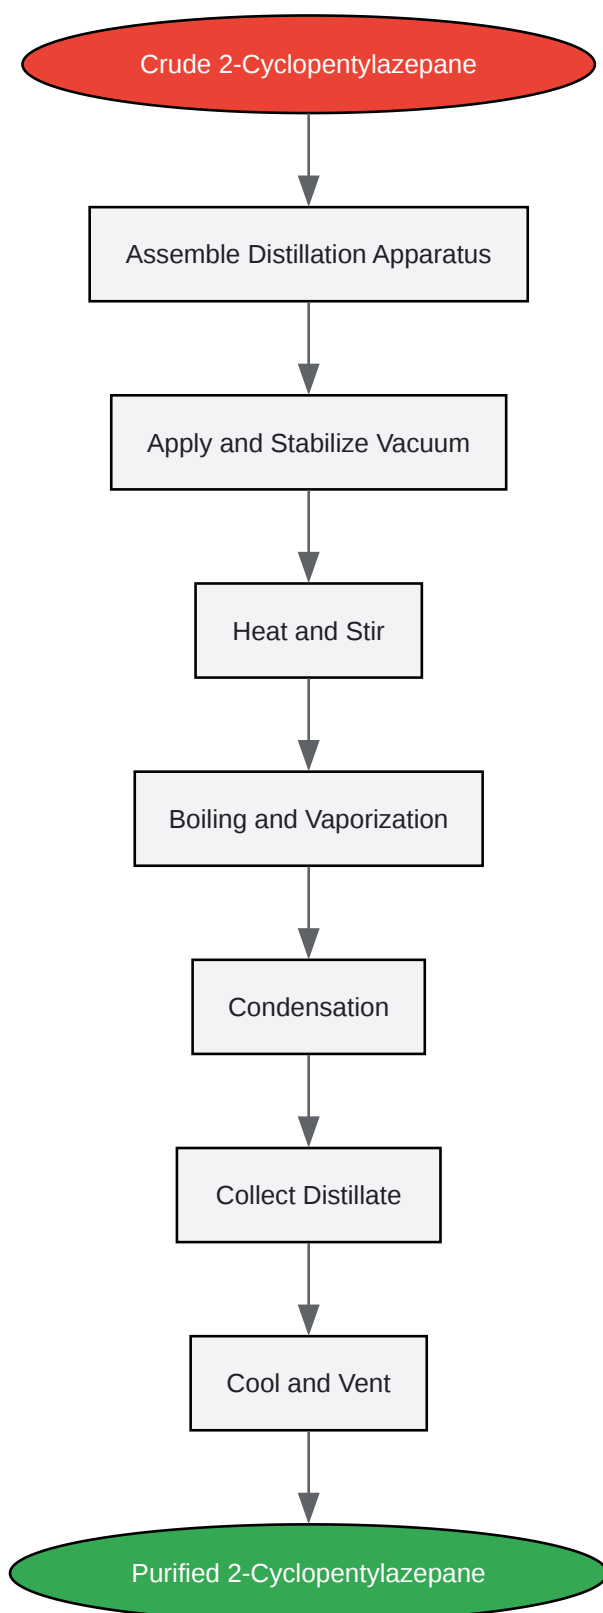 Crude 2-Cyclopentylazepane
Assemble Distillation Apparatus
Apply and Stabilize Vacuum
Heat and Stir
Boiling and Vaporization
Condensation
Collect Distillate
Cool and Vent
Purified 2-Cyclopentylazepane